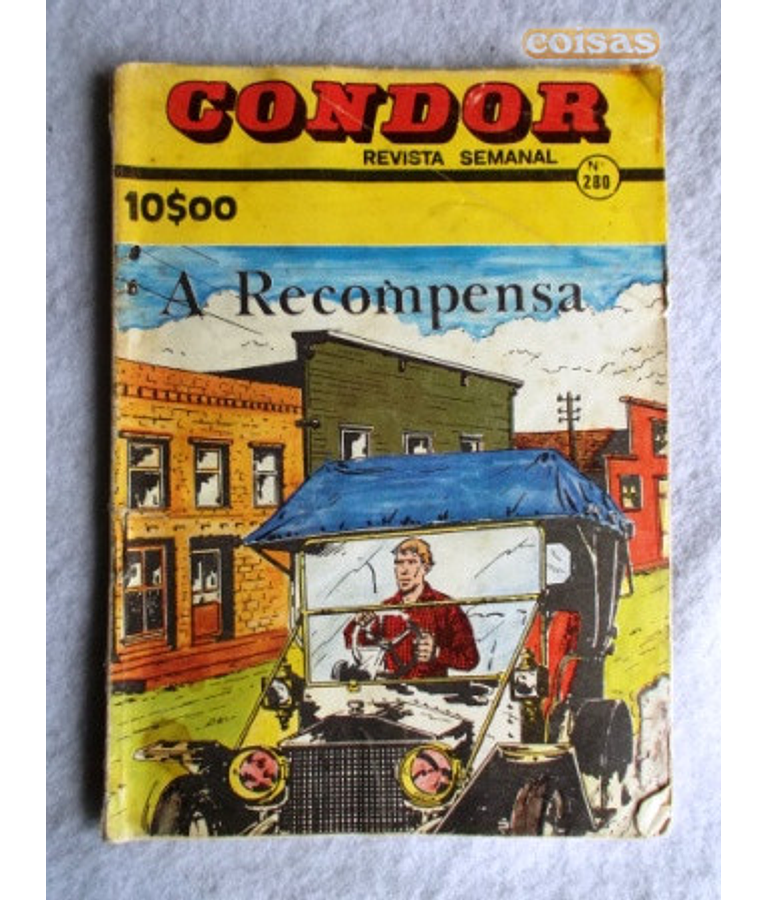 coisas
CONDOR
REVISTA SEMANAL
Nº
280
10$00
A Recompensa